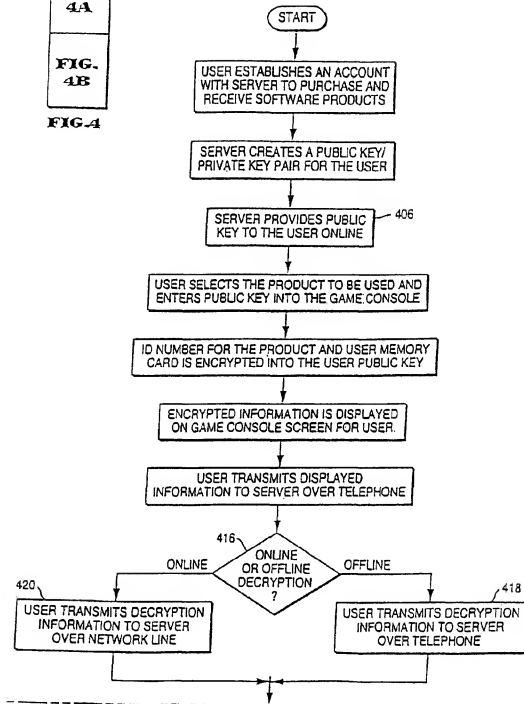 4A
FIG.
4B
FIG.4
START
USER ESTABLISHES AN ACCOUNT
WITH SERVER TO PURCHASE AND
RECEIVE SOFTWARE PRODUCTS
SERVER CREATES A PUBLIC KEY/
PRIVATE KEY PAIR FOR THE USER
SERVER PROVIDES PUBLIC
KEY TO THE USER ONLINE
406
USER SELECTS THE PRODUCT TO BE USED AND
ENTERS PUBLIC KEY INTO THE GAME CONSOLE
ID NUMBER FOR THE PRODUCT AND USER MEMORY
CARD IS ENCRYPTED INTO THE USER PUBLIC KEY
ENCRYPTED INFORMATION IS DISPLAYED
ON GAME CONSOLE SCREEN FOR USER.
USER TRANSMITS DISPLAYED
INFORMATION TO SERVER OVER TELEPHONE
416
ONLINE
OR OFFLINE
DECRYPTION
?
ONLINE
OFFLINE
420
USER TRANSMITS DECRYPTION
INFORMATION TO SERVER
OVER NETWORK LINE
418
USER TRANSMITS DECRYPTION
INFORMATION TO SERVER
OVER TELEPHONE